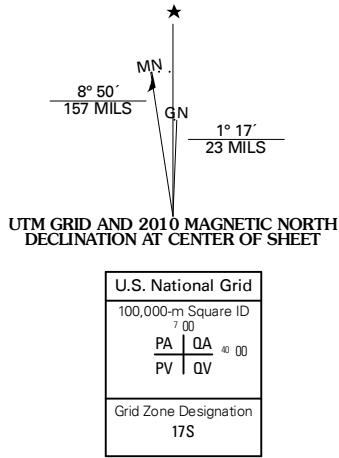 ★
MN
8° 50´
157 MILS
GN
1° 17´
23 MILS
UTM GRID AND 2010 MAGNETIC NORTH
DECLINATION AT CENTER OF SHEET
U.S. National Grid
100,000-m Square ID
7 00
PA QA 40 00
PV QV
Grid Zone Designation
17S